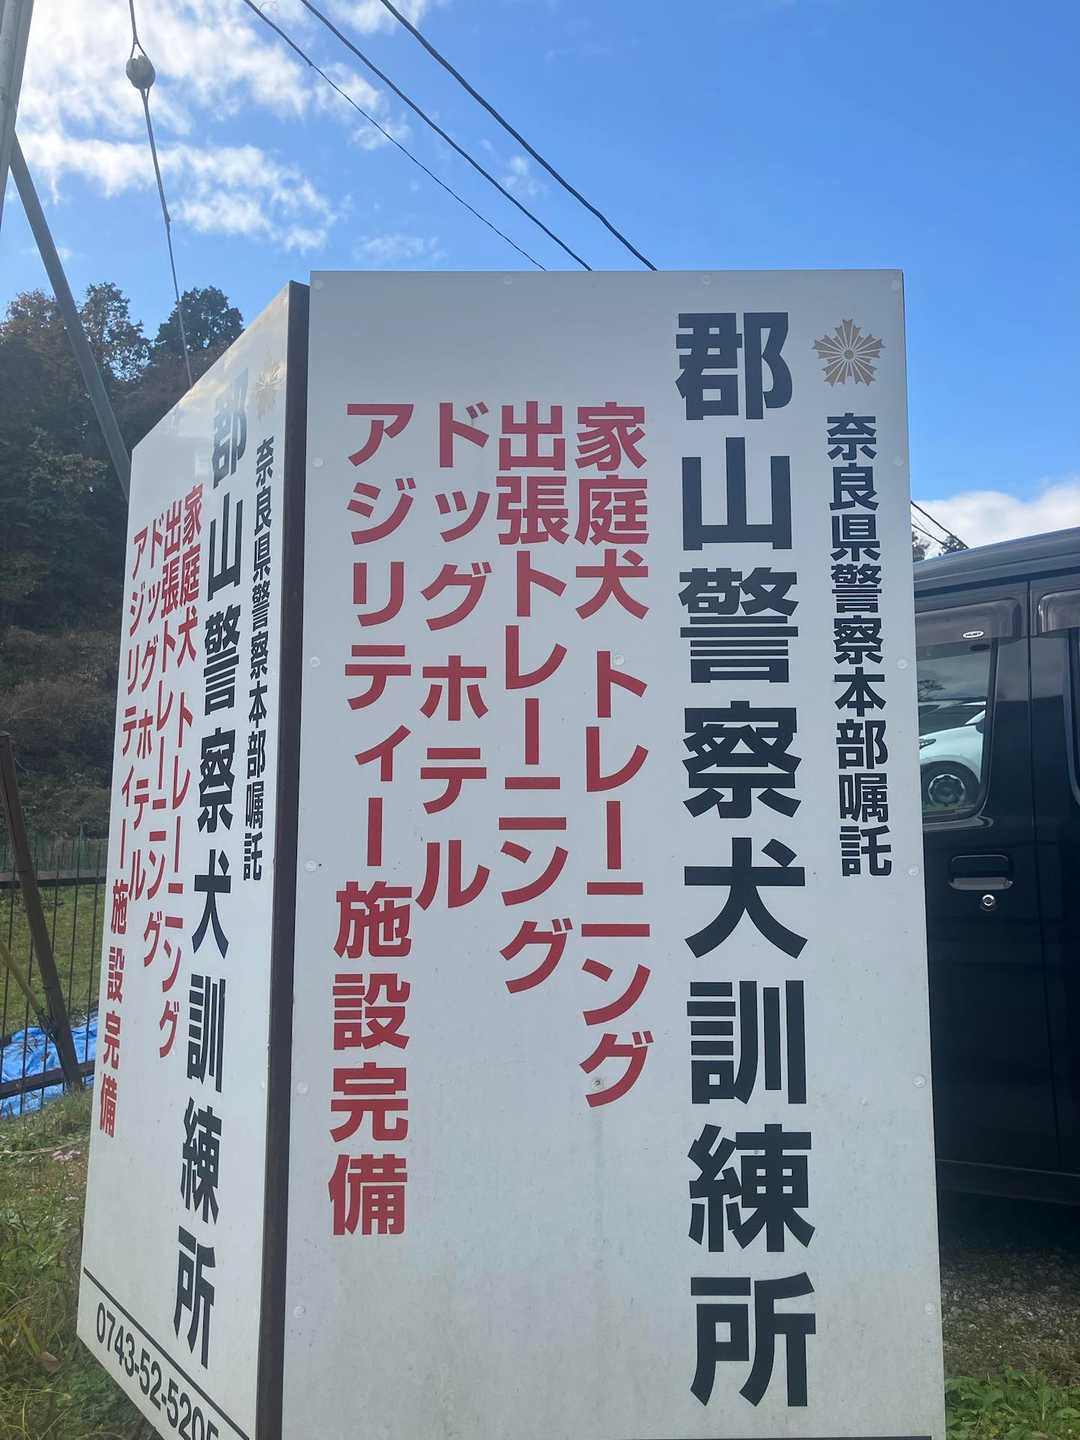 奈良県警察本部嘱託
郡山警察犬訓練所
家庭犬 トレーニング
出張トレーニング
ドッグホテル
アジリティー施設完備
奈良県警察本部嘱託
郡山警察犬訓練所
家庭犬 トレーニング
出張トレーニング
ドッグホテル
アジリティー施設完備
0743-52-5205